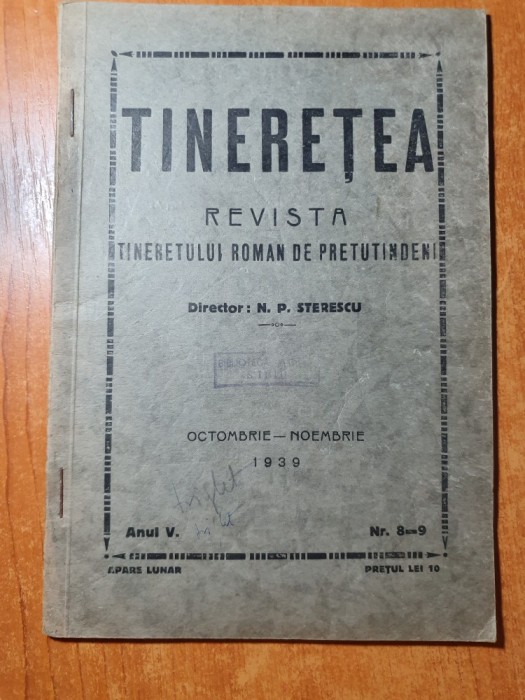 TINEREȚEA
REVISTA
TINERETULUI ROMAN DE PRETUTINDENI
Director: N. P. STERESCU
OCTOMBRIE — NOEMBRIE
1939
Anul V. Nr. 8—9
APARE LUNAR PREȚUL LEI 10